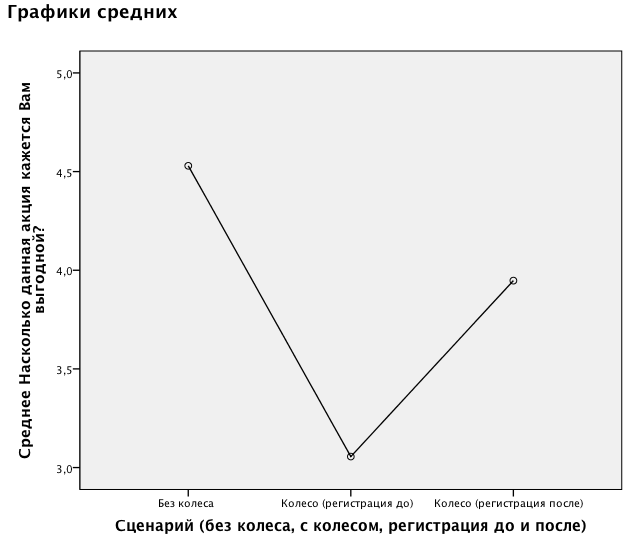 Графики средних
Среднее Насколько данная акция кажется Вам
выгодной?
5,0
4,5
4,0
3,5
3,0
Без колеса
Колесо (регистрация до)
Колесо (регистрация после)
Сценарий (без колеса, с колесом, регистрация до и после)